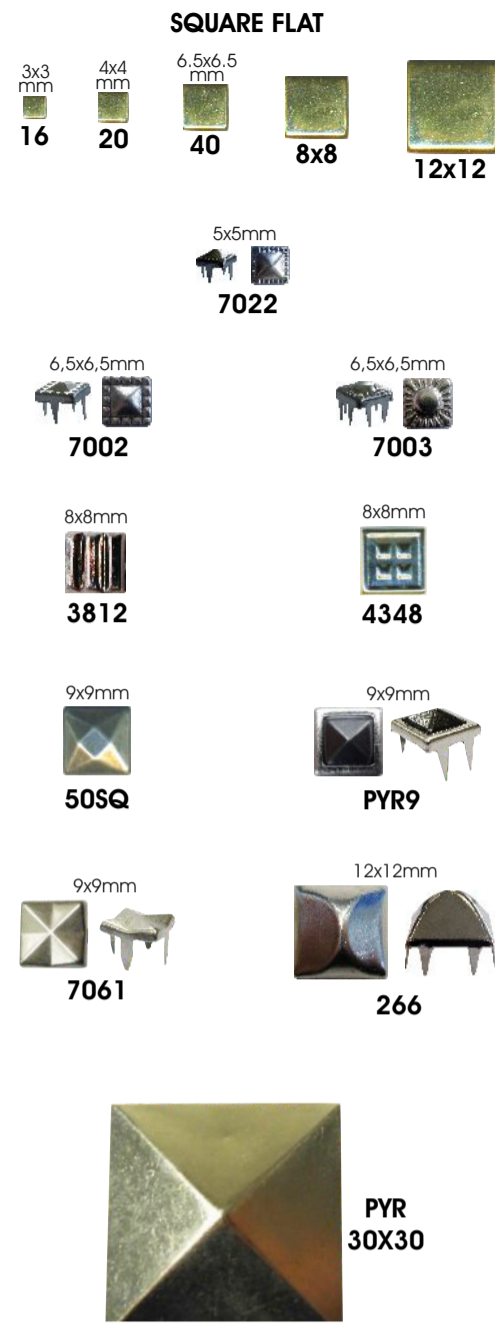 SQUARE FLAT
3x3
mm
16
4x4
mm
20
6.5x6.5
mm
40
8x8
12x12
5x5mm
7022
6,5x6,5mm
7002
6,5x6,5mm
7003
8x8mm
3812
8x8mm
4348
9x9mm
50SQ
9x9mm
PYR9
9x9mm
7061
12x12mm
266
PYR
30X30